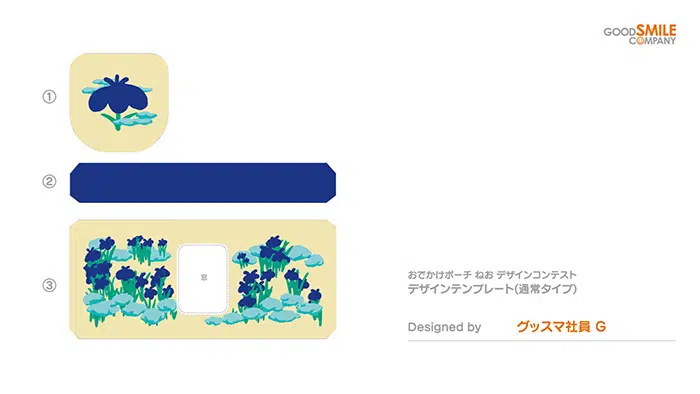 GOODSMILE
COMPANY
①
②
③
窓
おでかけポーチ ねお デザインコンテスト
デザインテンプレート(通常タイプ)
Designed by グッスマ社員 G